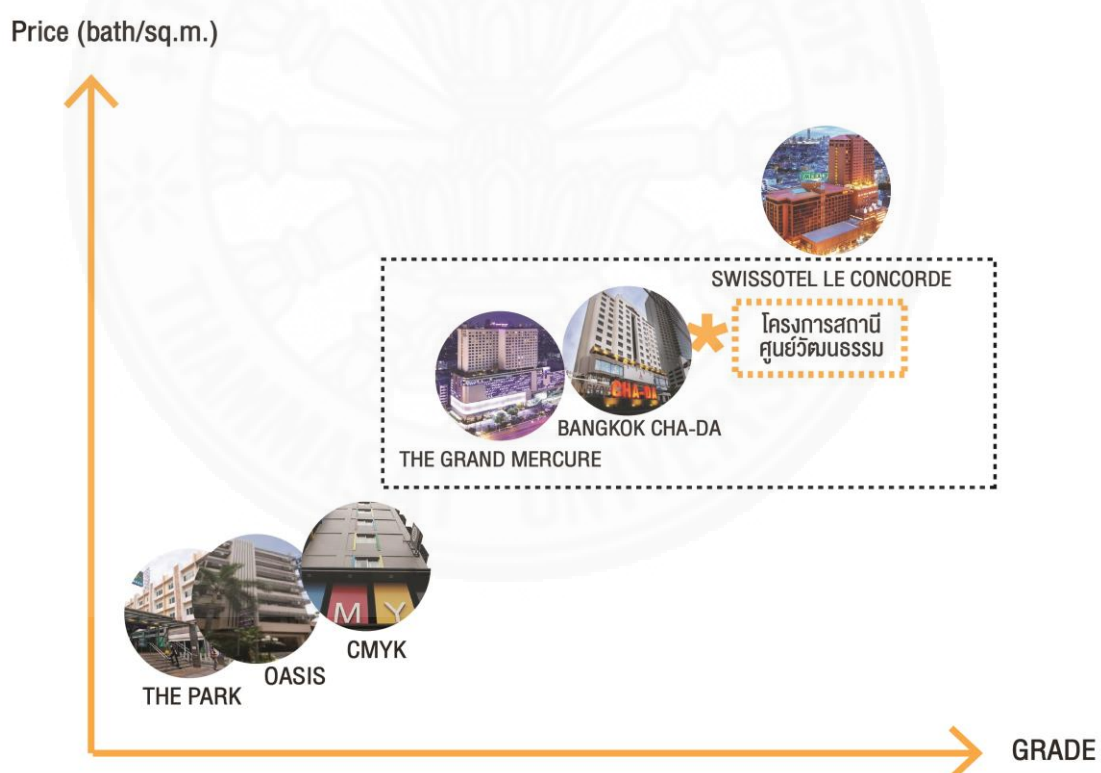 Price (bath/sq.m.)
SWISSOTEL LE CONCORDE
โครงการสถานี
ศูนย์วัฒนธรรม
CHA-DA
BANGKOK CHA-DA
THE GRAND MERCURE
M Y
CMYK
OASIS
THE PARK
GRADE